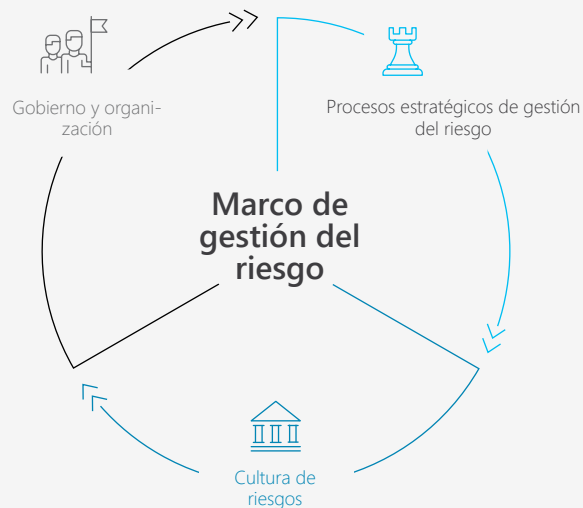 Gobierno y organi-
zación
Procesos estratégicos de gestión
del riesgo
Marco de
gestión del
riesgo
Cultura de
riesgos